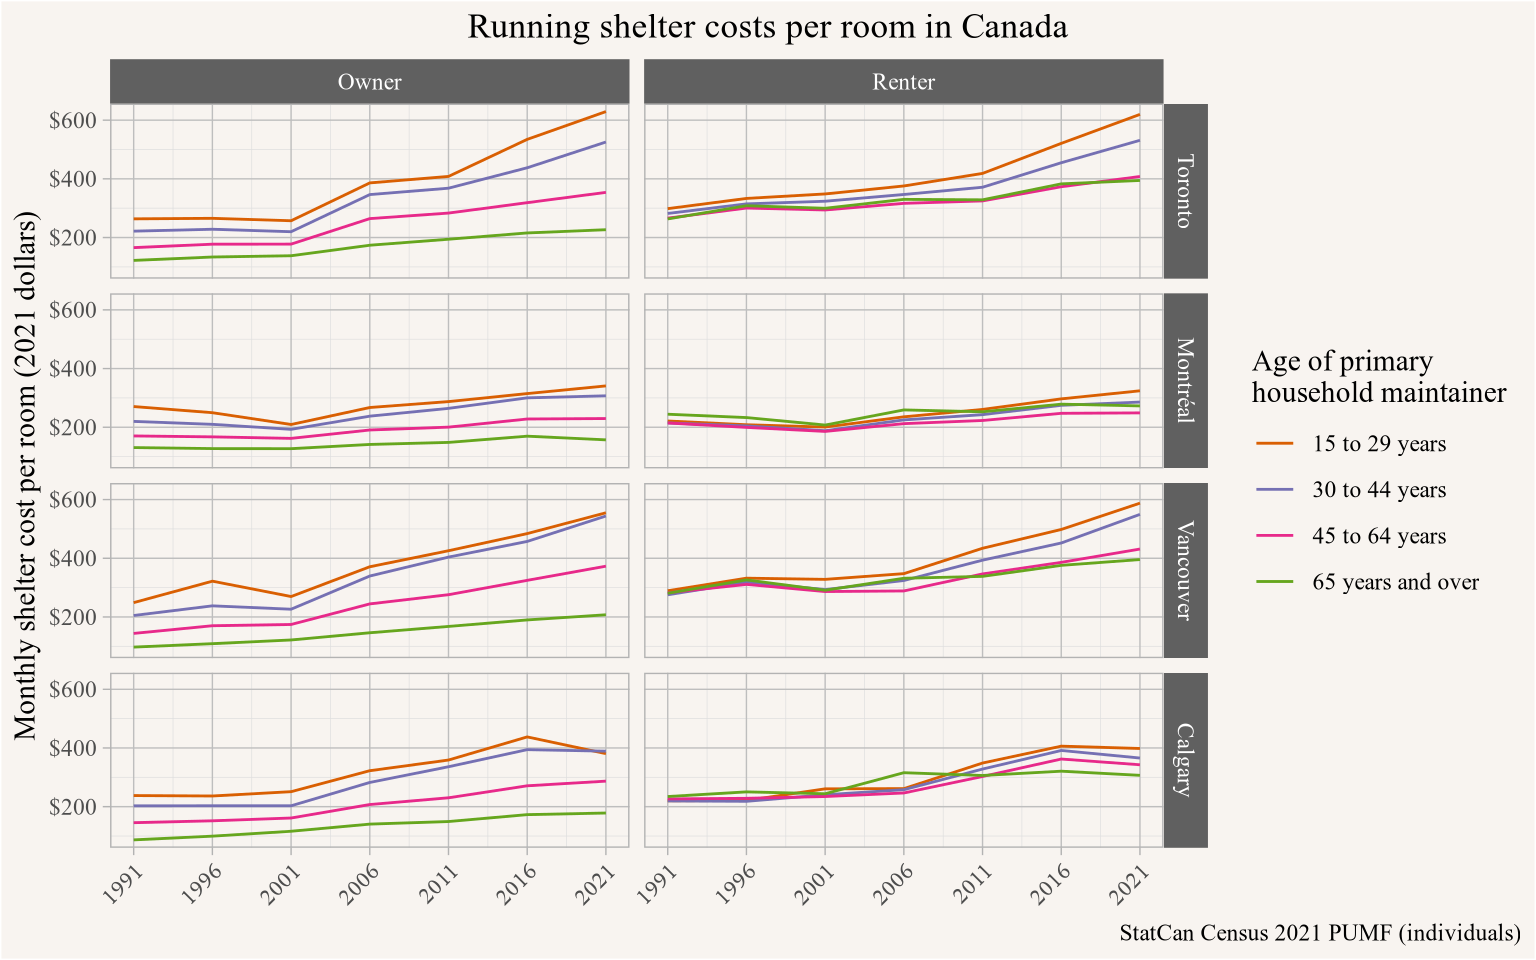 Running shelter costs per room in Canada
Owner
Renter
Monthly shelter cost per room (2021 dollars)
$600
$400
$200
Toronto
$600
$400
$200
Montréal
$600
$400
$200
Vancouver
$600
$400
$200
Calgary
1991
1996
2001
2006
2011
2016
2021
1991
1996
2001
2006
2011
2016
2021
Age of primary
household maintainer
15 to 29 years
30 to 44 years
45 to 64 years
65 years and over
StatCan Census 2021 PUMF (individuals)